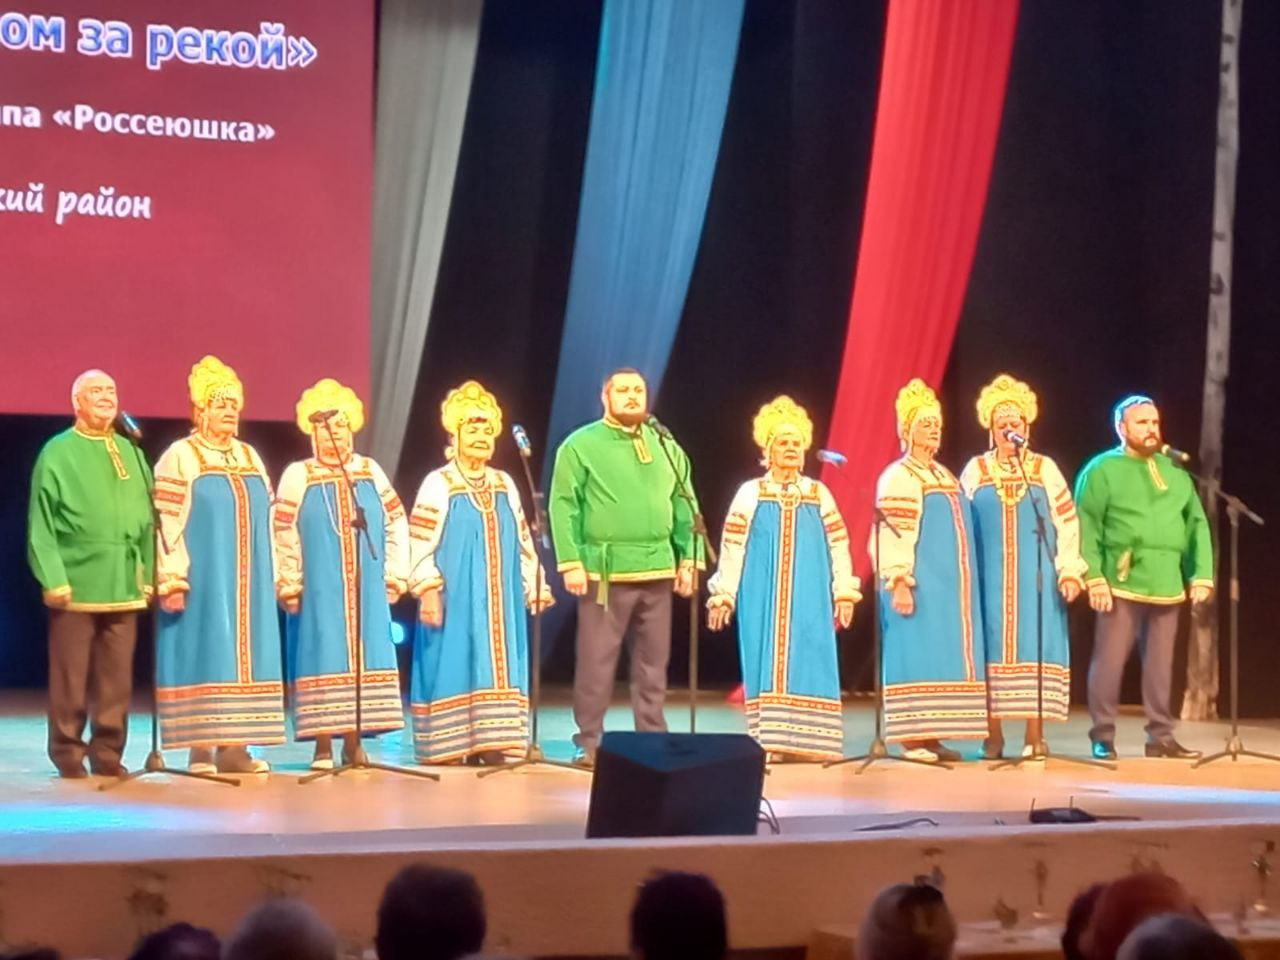 ом за рекой»
па «Россеюшка»
кий район